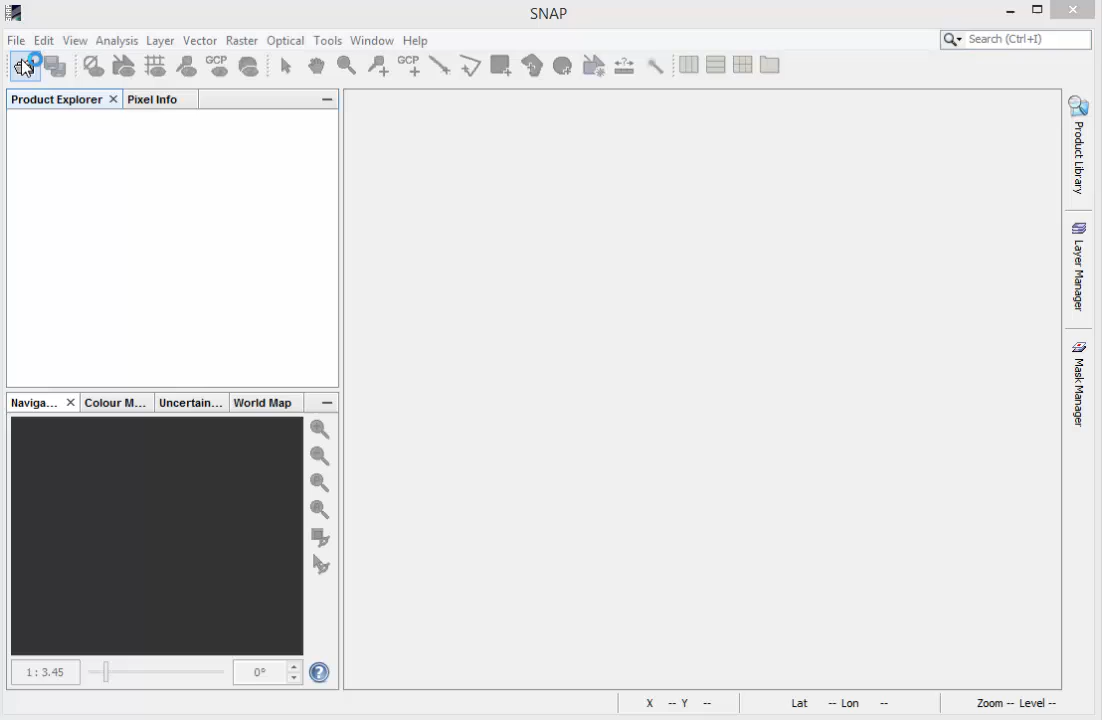 SNAP
File Edit View Analysis Layer Vector Raster Optical Tools Window Help
Search (Ctrl+I)
GCP GCP
Product Explorer Pixel Info
Product Library
Layer Manager
Mask Manager
Naviga... Colour M... Uncertain... World Map
1 : 3.45 0°
X -- Y -- Lat -- Lon -- Zoom -- Level --